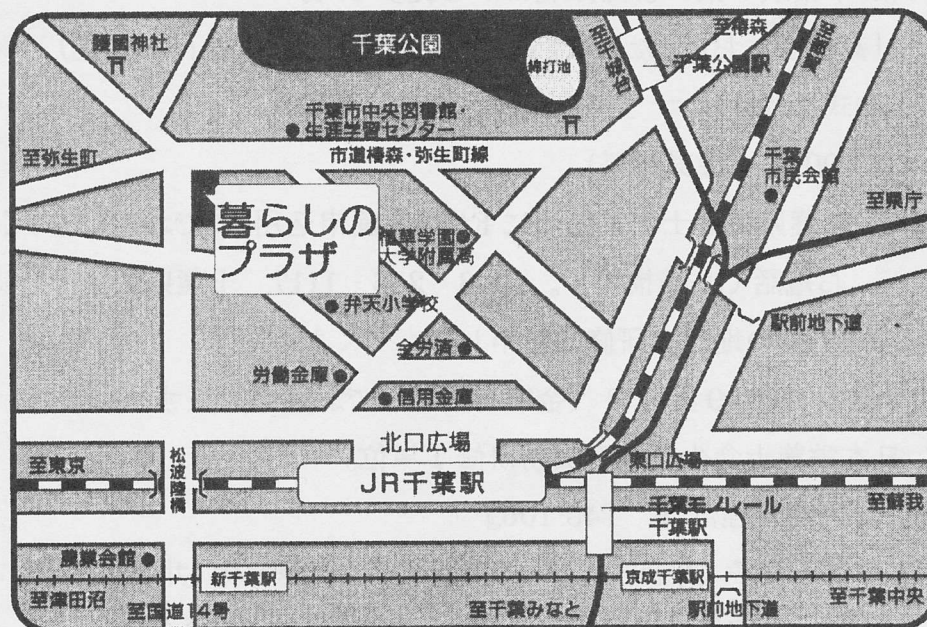 護國神社
千葉公園
綿打池
至千城台
至椿森
千葉公園駅
千葉市中央図書館・
生涯学習センター
至弥生町
市道椿森・弥生町線
千葉
市民会館
至県庁
暮らしの
プラザ
学園
大学附属高
弁天小学校
駅前地下道
全労済
労働金庫
信用金庫
北口広場
松波陸橋
至東京
JR千葉駅
東口広場
至蘇我
千葉モノレール
千葉駅
農業会館
新千葉駅
京成千葉駅
至津田沼
至国道14号
至千葉みなと
駅前地下道
至千葉中央